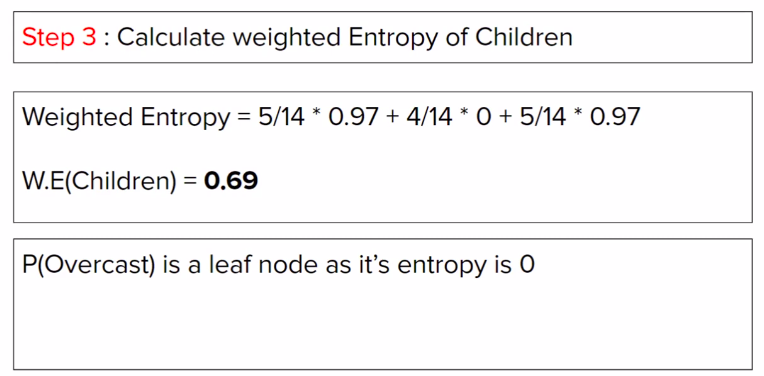 Step 3 : Calculate weighted Entropy of Children
Weighted Entropy = 5/14 * 0.97 + 4/14 * 0 + 5/14 * 0.97
W.E(Children) = 0.69
P(Overcast) is a leaf node as it’s entropy is 0